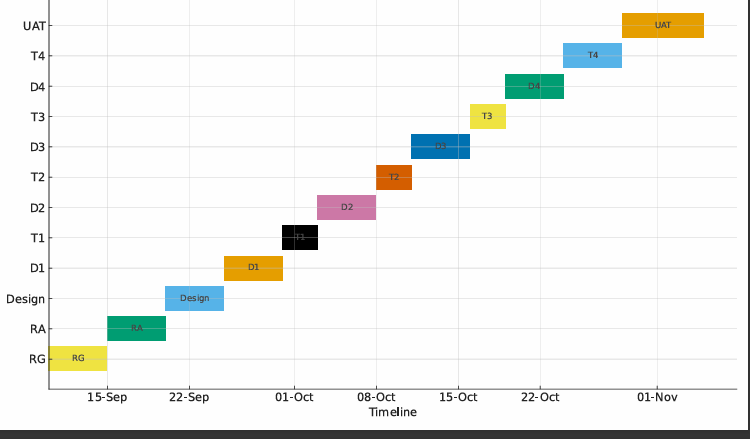 UAT UAT
T4 T4
D4 D4
T3 T3
D3 D3
T2 T2
D2 D2
T1 T1
D1 D1
Design Design
RA RA
RG RG
15-Sep 22-Sep 01-Oct 08-Oct 15-Oct 22-Oct 01-Nov
Timeline